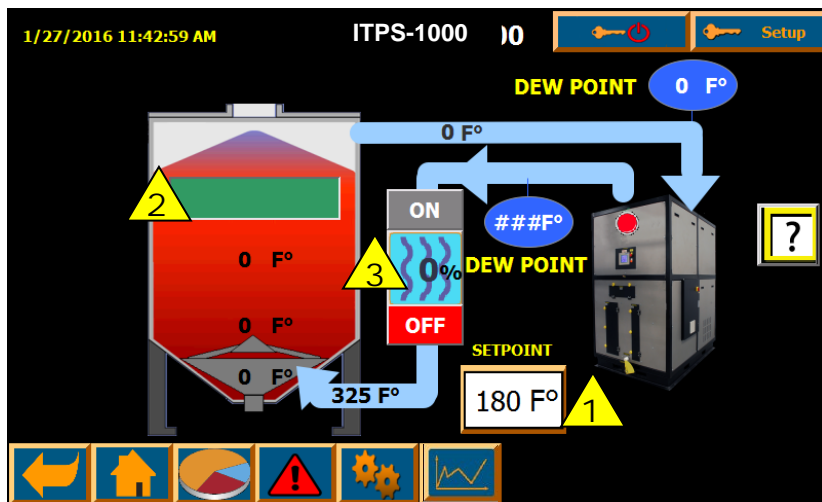 1/27/2016 11:42:59 AM
ITPS-1000
00
Setup
DEW POINT
0 F°
0 F°
2
ON
###F°
?
0 F°
3
0%
DEW POINT
0 F°
OFF
SETPOINT
0 F°
325 F°
180 F°
1